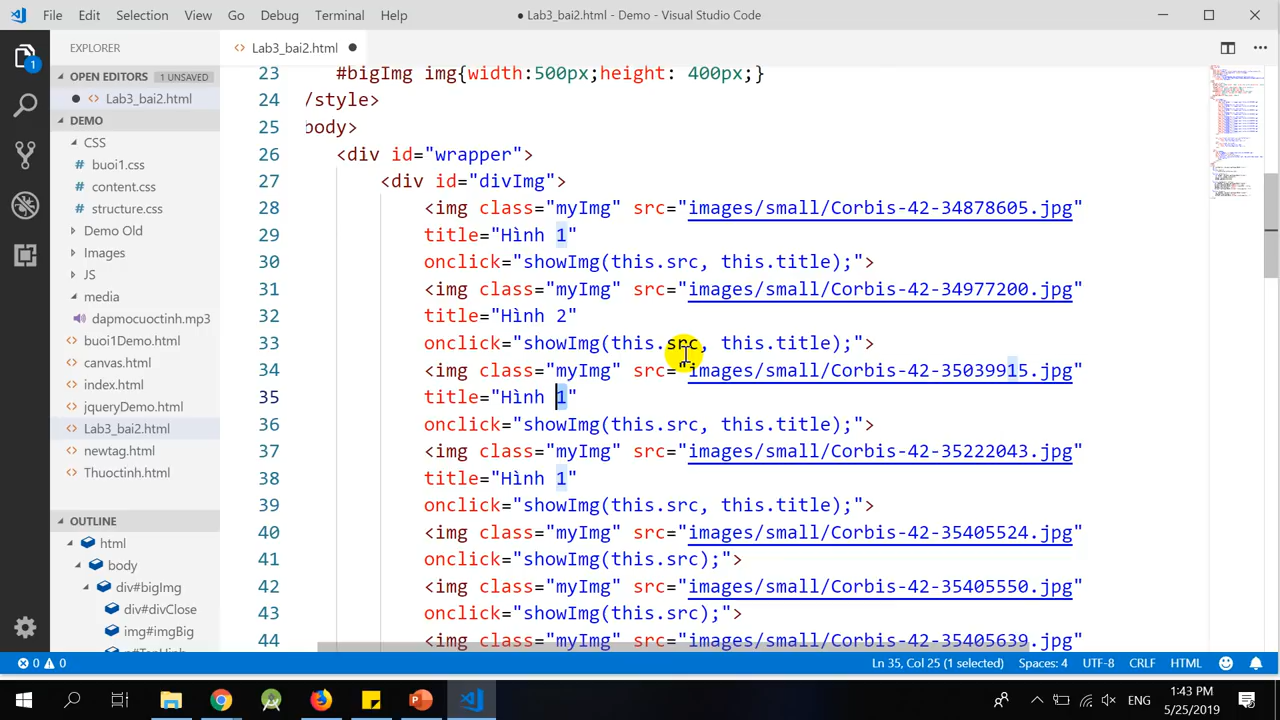 File Edit Selection View Go Debug Terminal Help
● Lab3_bai2.html - Demo - Visual Studio Code
EXPLORER
Lab3_bai2.html ●
OPEN EDITORS 1 UNSAVED
● Lab3_bai2.html
DEMO
CSS
buoi1.css
content.css
structure.css
Demo Old
Images
JS
media
dapmocuoctinh.mp3
buoi1Demo.html
canvas.html
index.html
jqueryDemo.html
Lab3_bai2.html
newtag.html
Thuoctinh.html
OUTLINE
html
body
div#bigImg
div#divClose
img#imgBig
1
23 #bigImg img{width:500px;height: 400px;}
24 /style>
25 body>
26 <div id="wrapper">
27 <div id="divImg">
28 <img class="myImg" src="images/small/Corbis-42-34878605.jpg"
29 title="Hình 1"
30 onclick="showImg(this.src, this.title);">
31 <img class="myImg" src="images/small/Corbis-42-34977200.jpg"
32 title="Hình 2"
33 onclick="showImg(this.src, this.title);">
34 <img class="myImg" src="images/small/Corbis-42-35039915.jpg"
35 title="Hình 1"
36 onclick="showImg(this.src, this.title);">
37 <img class="myImg" src="images/small/Corbis-42-35222043.jpg"
38 title="Hình 1"
39 onclick="showImg(this.src, this.title);">
40 <img class="myImg" src="images/small/Corbis-42-35405524.jpg"
41 onclick="showImg(this.src);">
42 <img class="myImg" src="images/small/Corbis-42-35405550.jpg"
43 onclick="showImg(this.src);">
44 <img class="myImg" src="images/small/Corbis-42-35405639.jpg"
0 0
Ln 35, Col 25 (1 selected) Spaces: 4 UTF-8 CRLF HTML
ENG
1:43 PM
5/25/2019